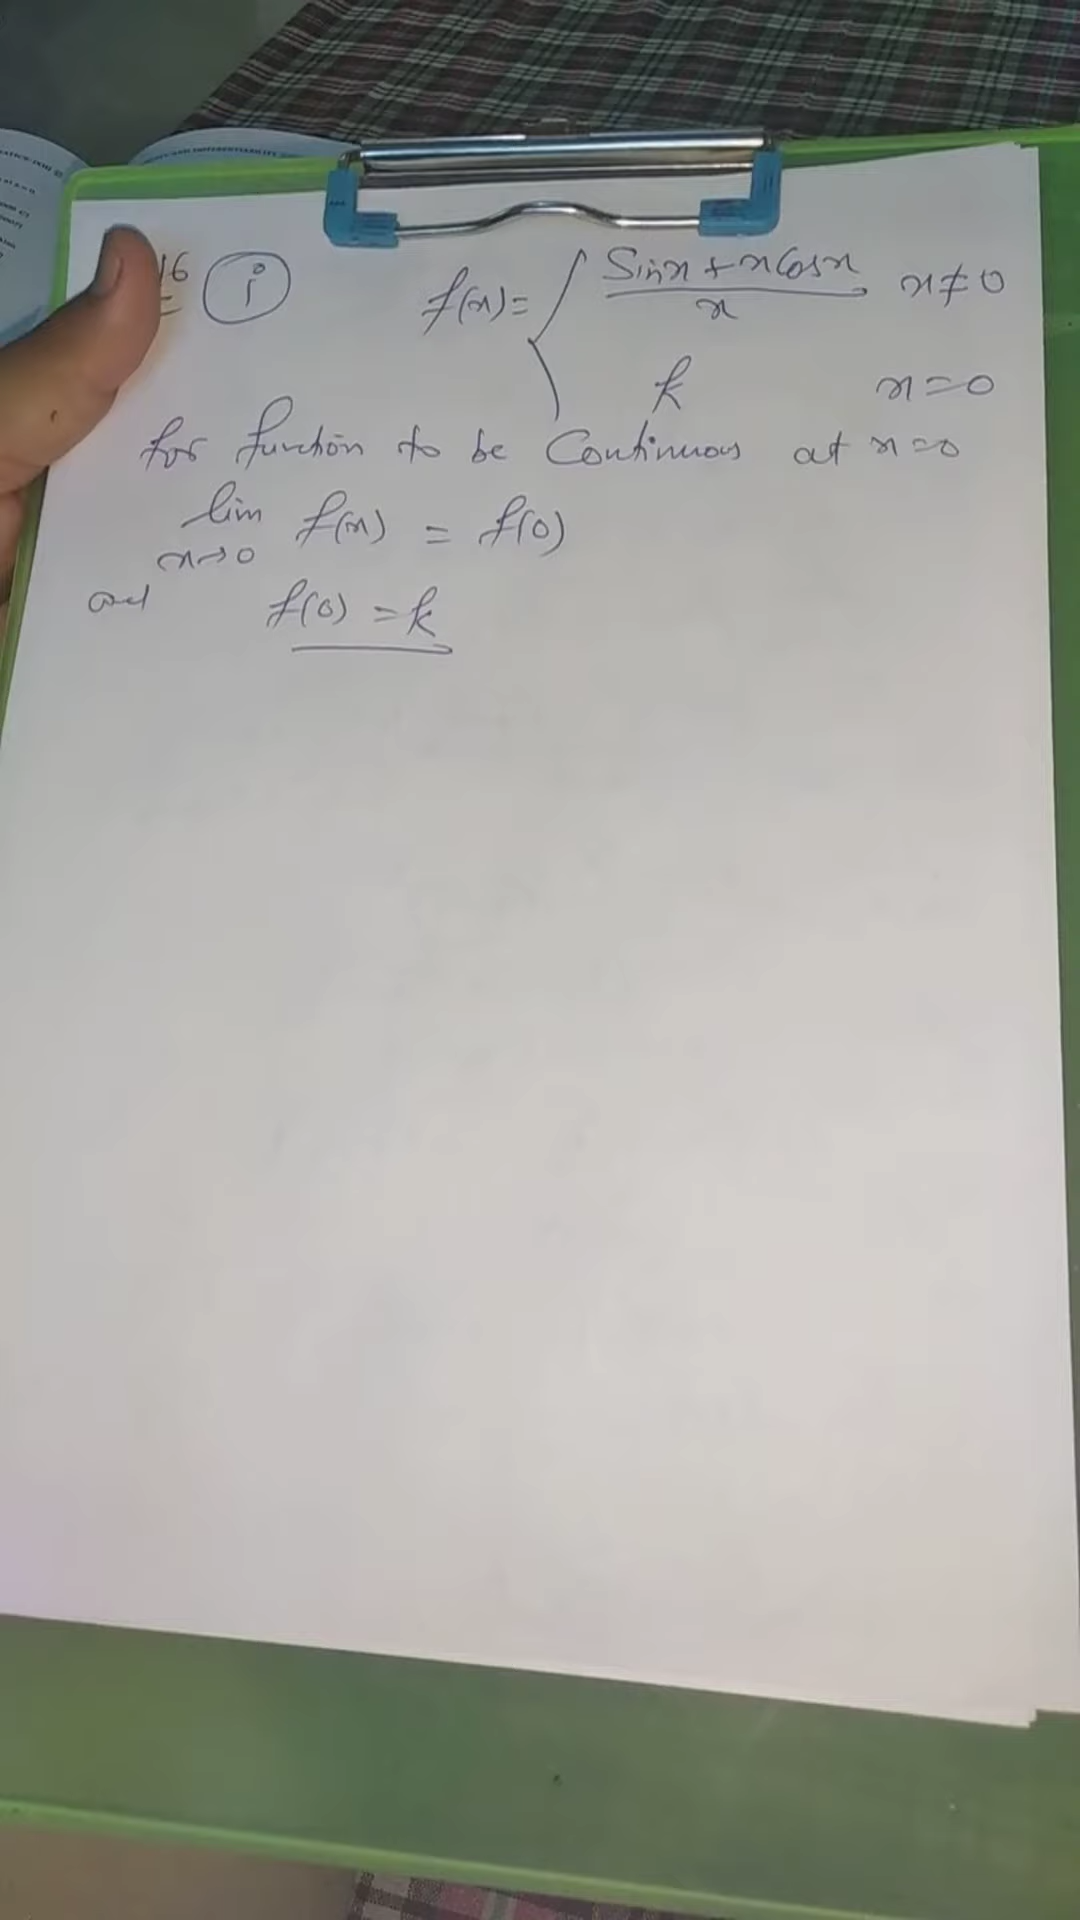 16 i f(x) = { (Sinx + xCosx)/x x≠0
k x=0
for function to be Continuous at x=0
lim x→0 f(x) = f(0)
and f(0) = k